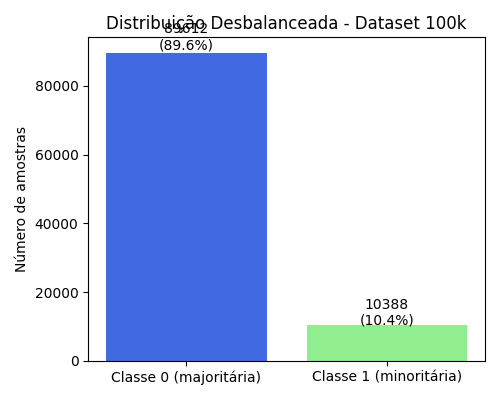 Distribuição Desbalanceada - Dataset 100k
89612
(89.6%)
80000
60000
40000
20000
0
Número de amostras
10388
(10.4%)
Classe 0 (majoritária)
Classe 1 (minoritária)